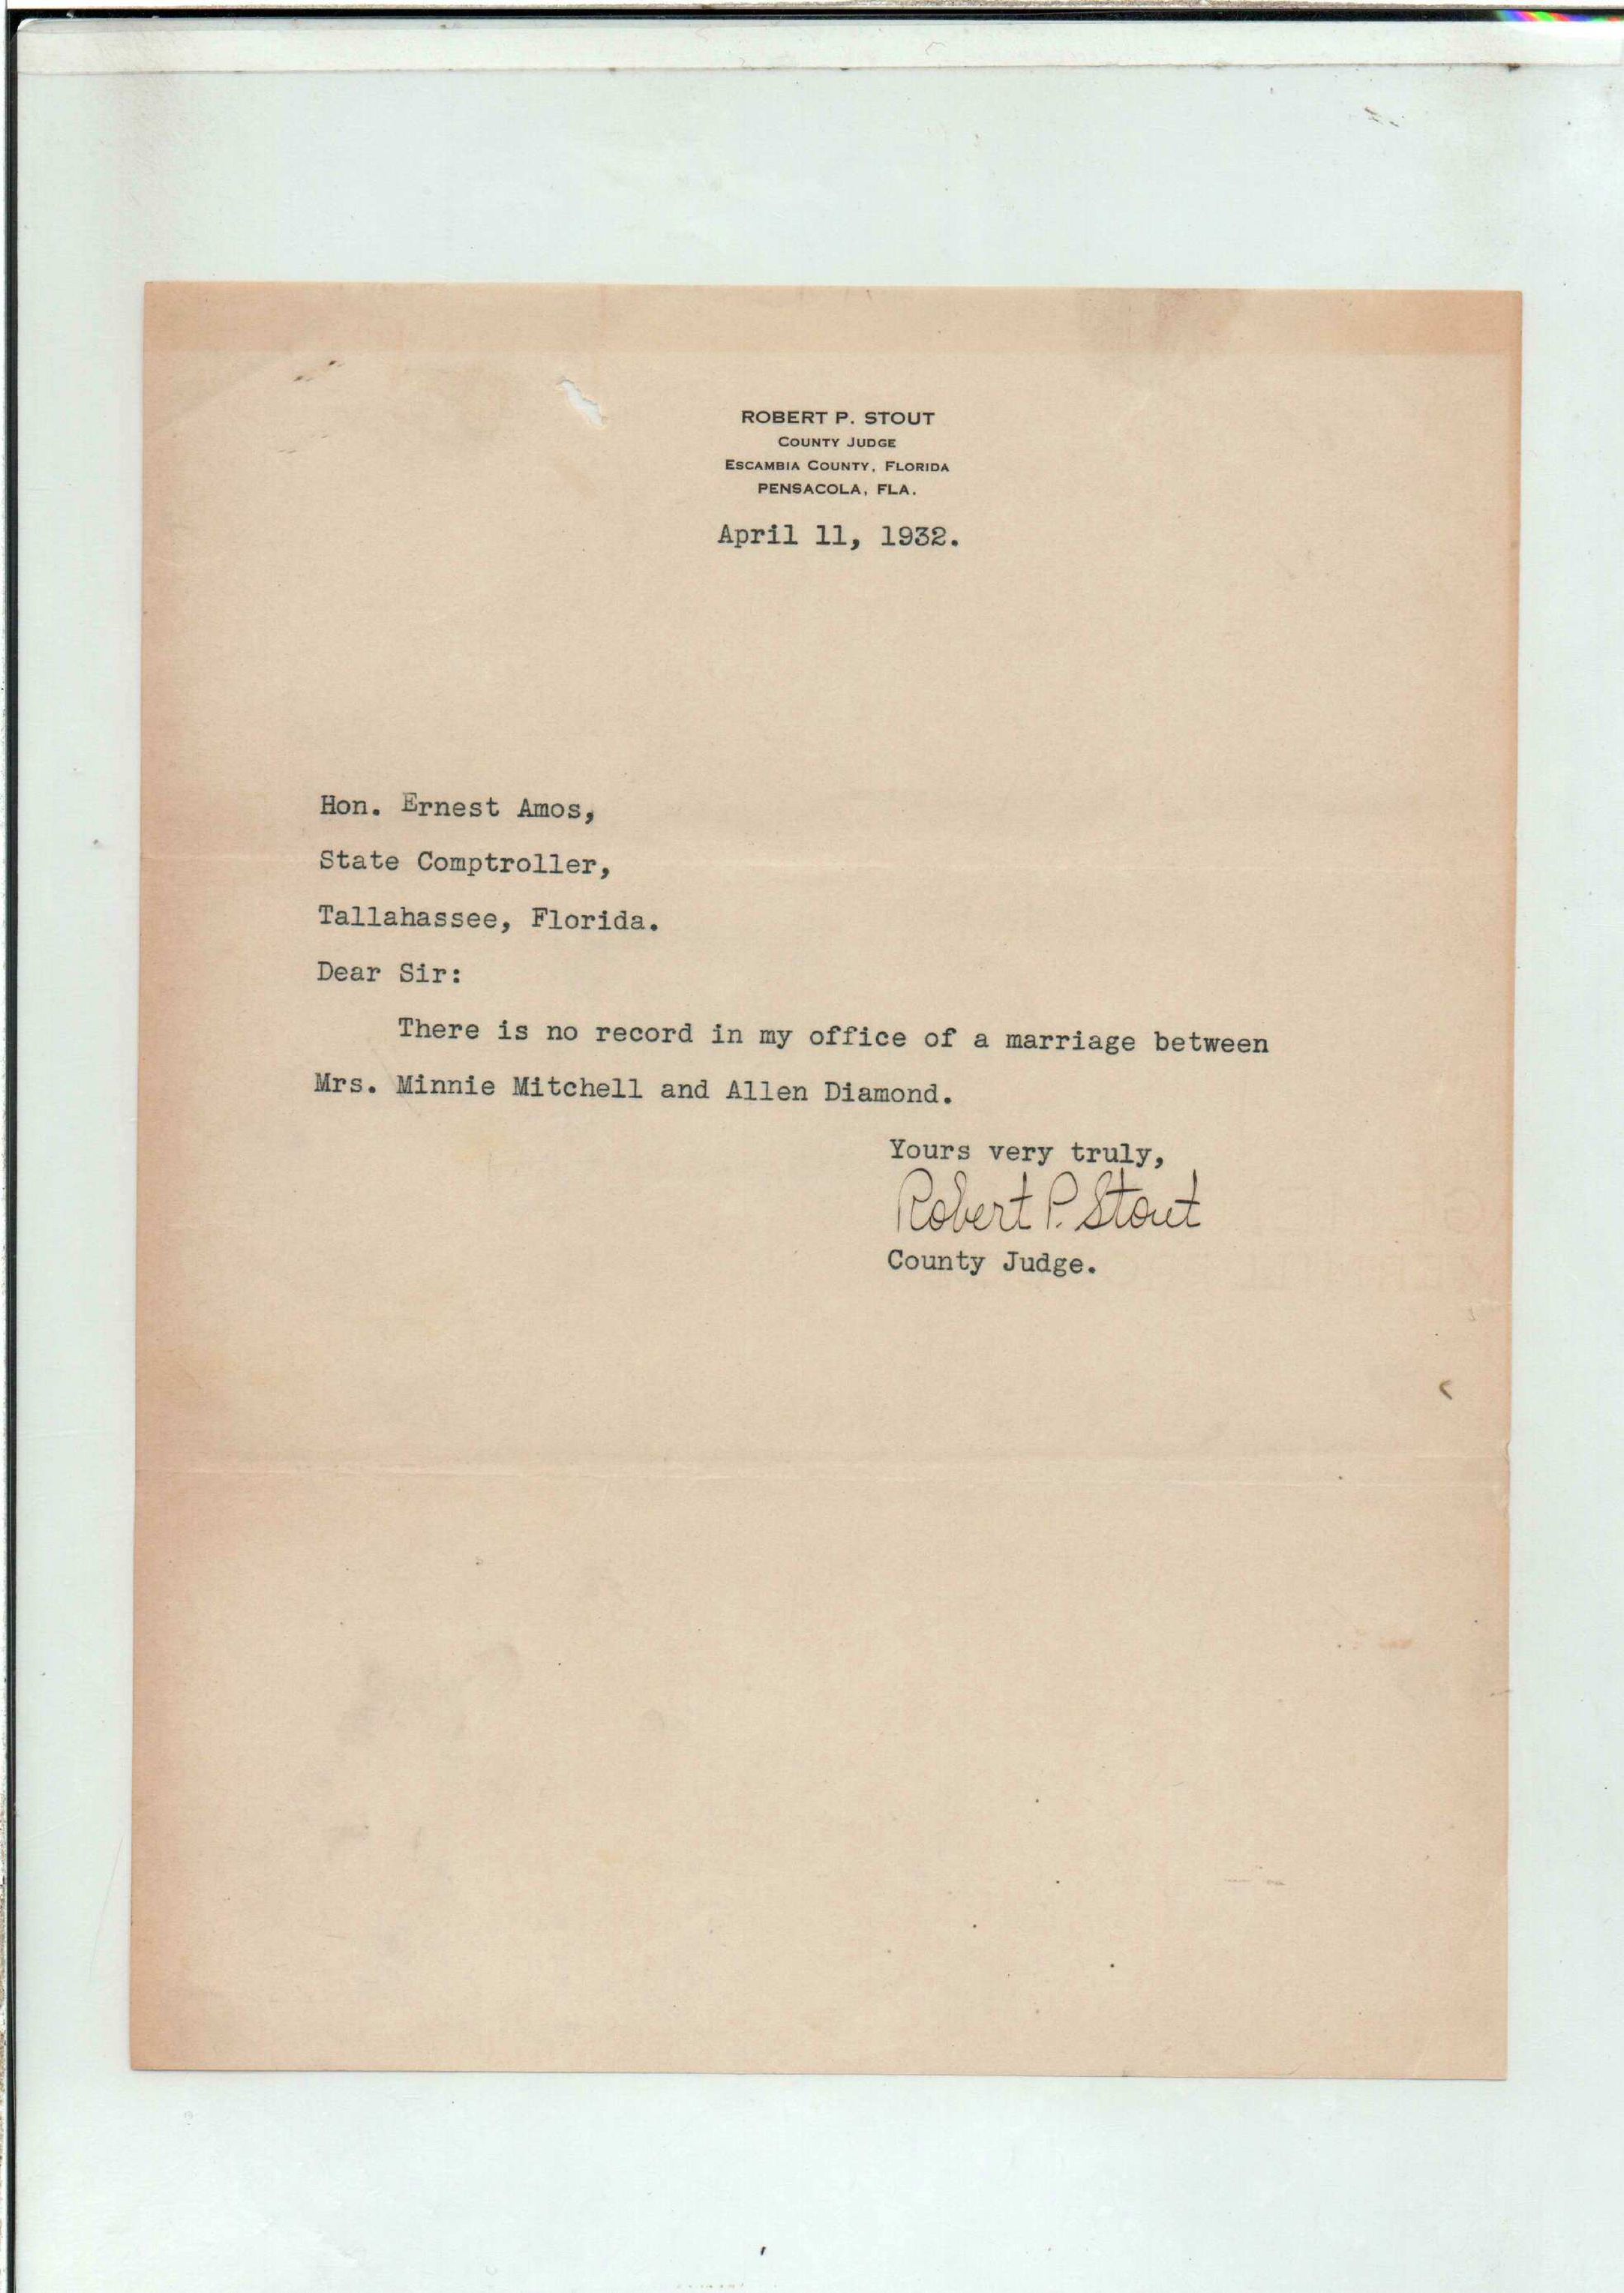 ROBERT P. STOUT
COUNTY JUDGE
ESCAMBIA COUNTY, FLORIDA
PENSACOLA, FLA.
April 11, 1932.
Hon. Ernest Amos,
State Comptroller,
Tallahassee, Florida.
Dear Sir:
There is no record in my office of a marriage between
Mrs. Minnie Mitchell and Allen Diamond.
Yours very truly,
Robert P. Stout
County Judge.